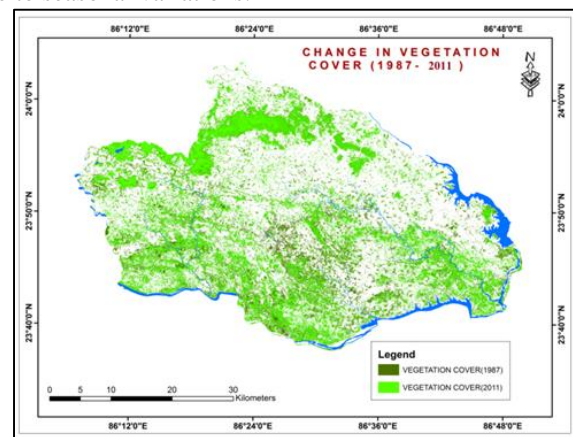 86°12'0"E 86°24'0"E 86°36'0"E 86°48'0"E
CHANGE IN VEGETATION
COVER (1987- 2011 )
N
24°0'0"N 24°0'0"N
23°50'0"N 23°50'0"N
23°40'0"N 23°40'0"N
Legend
VEGETATION COVER(1987)
VEGETATION COVER(2011)
0 5 10 20 30
Kilometers
86°12'0"E 86°24'0"E 86°36'0"E 86°48'0"E